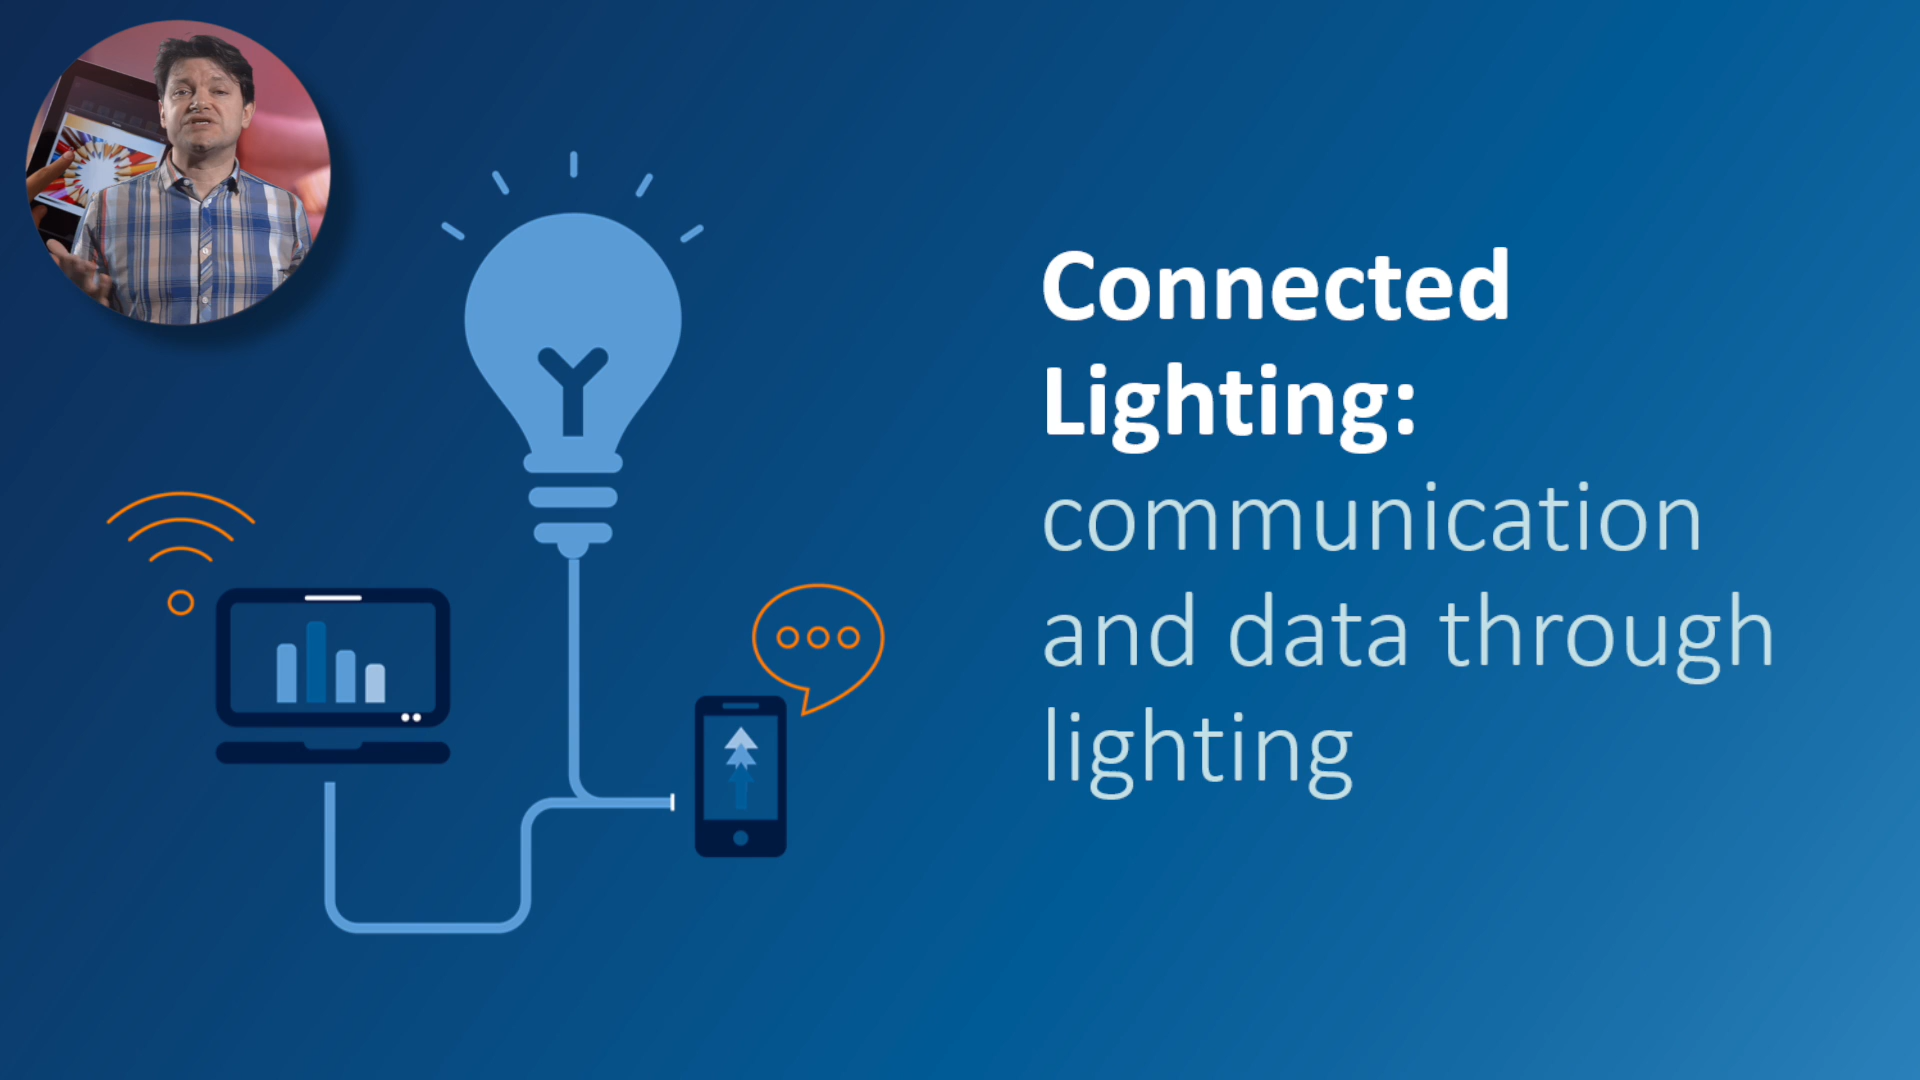 Connected
Lighting:
communication
and data through
lighting